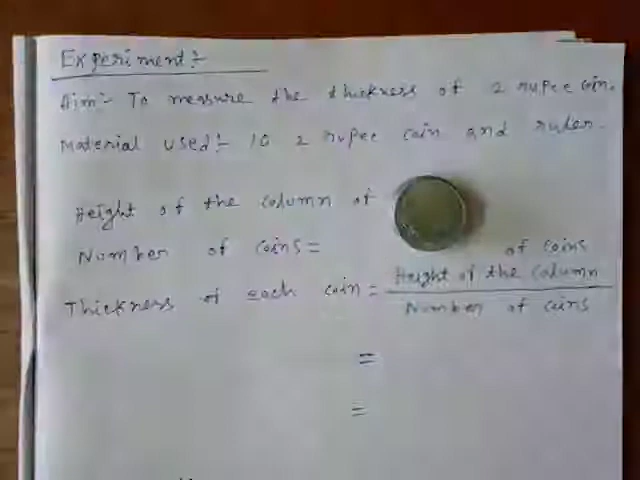 Experiment :-
Aim :- To measure the thickness of 2 rupee coin.
Material used :- 10 2 rupee coin and ruler.
Height of the column of
Number of coins =
of coins
Thickness of each coin = Height of the column
Number of coins
=
=